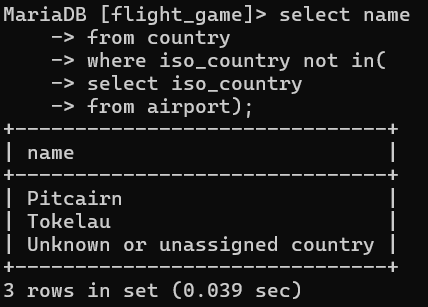 MariaDB [flight_game]> select name
    -> from country
    -> where iso_country not in(
    -> select iso_country
    -> from airport);
+-------------------------------+
| name                          |
+-------------------------------+
| Pitcairn                      |
| Tokelau                       |
| Unknown or unassigned country |
+-------------------------------+
3 rows in set (0.039 sec)